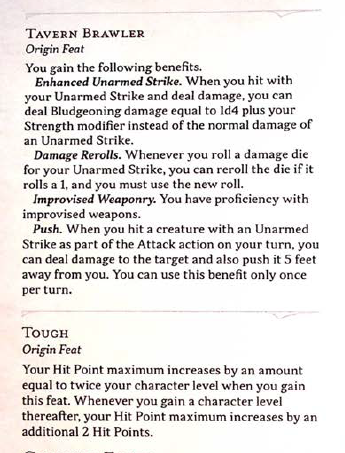 Tavern Brawler
Origin Feat
You gain the following benefits.
Enhanced Unarmed Strike. When you hit with
your Unarmed Strike and deal damage, you can
deal Bludgeoning damage equal to 1d4 plus your
Strength modifier instead of the normal damage of
an Unarmed Strike.
Damage Rerolls. Whenever you roll a damage die
for your Unarmed Strike, you can reroll the die if it
rolls a 1, and you must use the new roll.
Improvised Weaponry. You have proficiency with
improvised weapons.
Push. When you hit a creature with an Unarmed
Strike as part of the Attack action on your turn, you
can deal damage to the target and also push it 5 feet
away from you. You can use this benefit only once
per turn.
Tough
Origin Feat
Your Hit Point maximum increases by an amount
equal to twice your character level when you gain
this feat. Whenever you gain a character level
thereafter, your Hit Point maximum increases by an
additional 2 Hit Points.